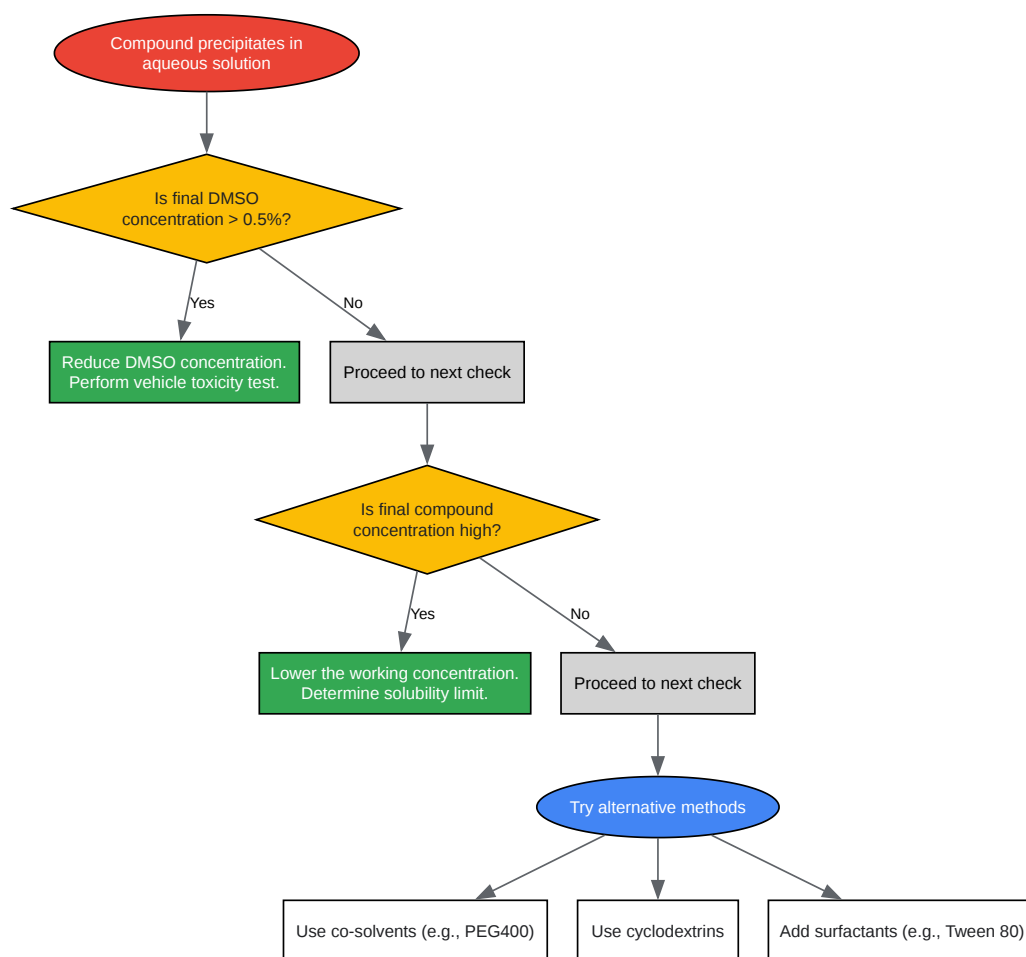 Compound precipitates in
aqueous solution
Is final DMSO
concentration > 0.5%?
Yes
No
Reduce DMSO concentration.
Perform vehicle toxicity test.
Proceed to next check
Is final compound
concentration high?
Yes
No
Lower the working concentration.
Determine solubility limit.
Proceed to next check
Try alternative methods
Use co-solvents (e.g., PEG400)
Use cyclodextrins
Add surfactants (e.g., Tween 80)